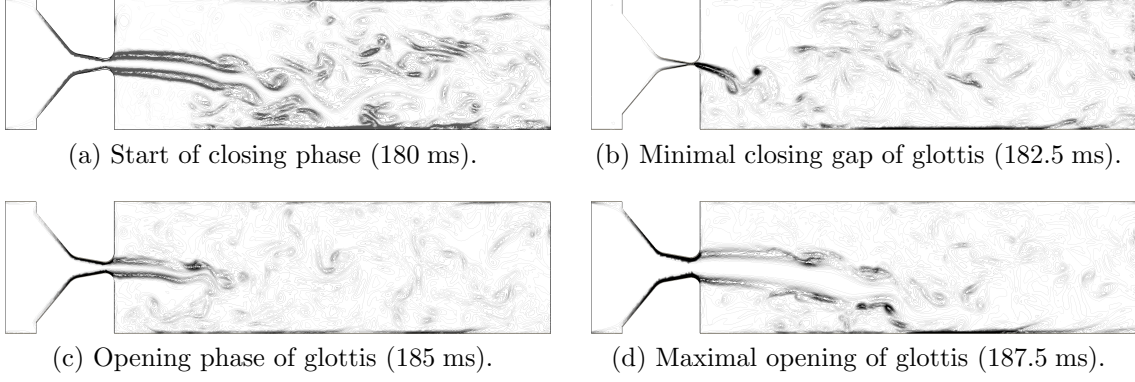 (a) Start of closing phase (180 ms).
(b) Minimal closing gap of glottis (182.5 ms).
(c) Opening phase of glottis (185 ms).
(d) Maximal opening of glottis (187.5 ms).